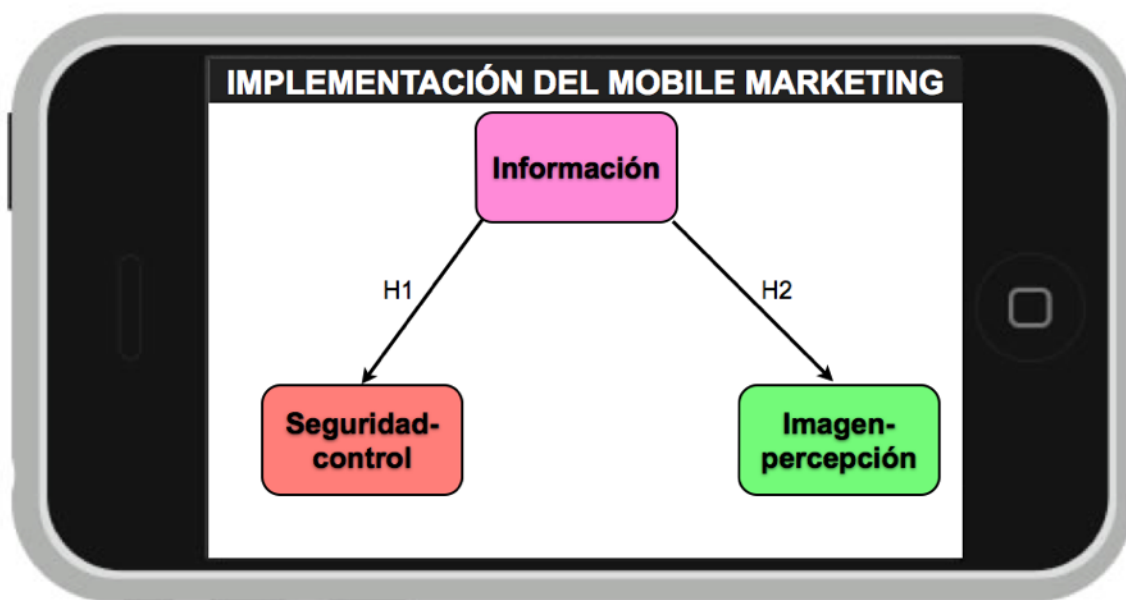 IMPLEMENTACIÓN DEL MOBILE MARKETING
Información
H1
H2
Seguridad-
control
Imagen-
percepción